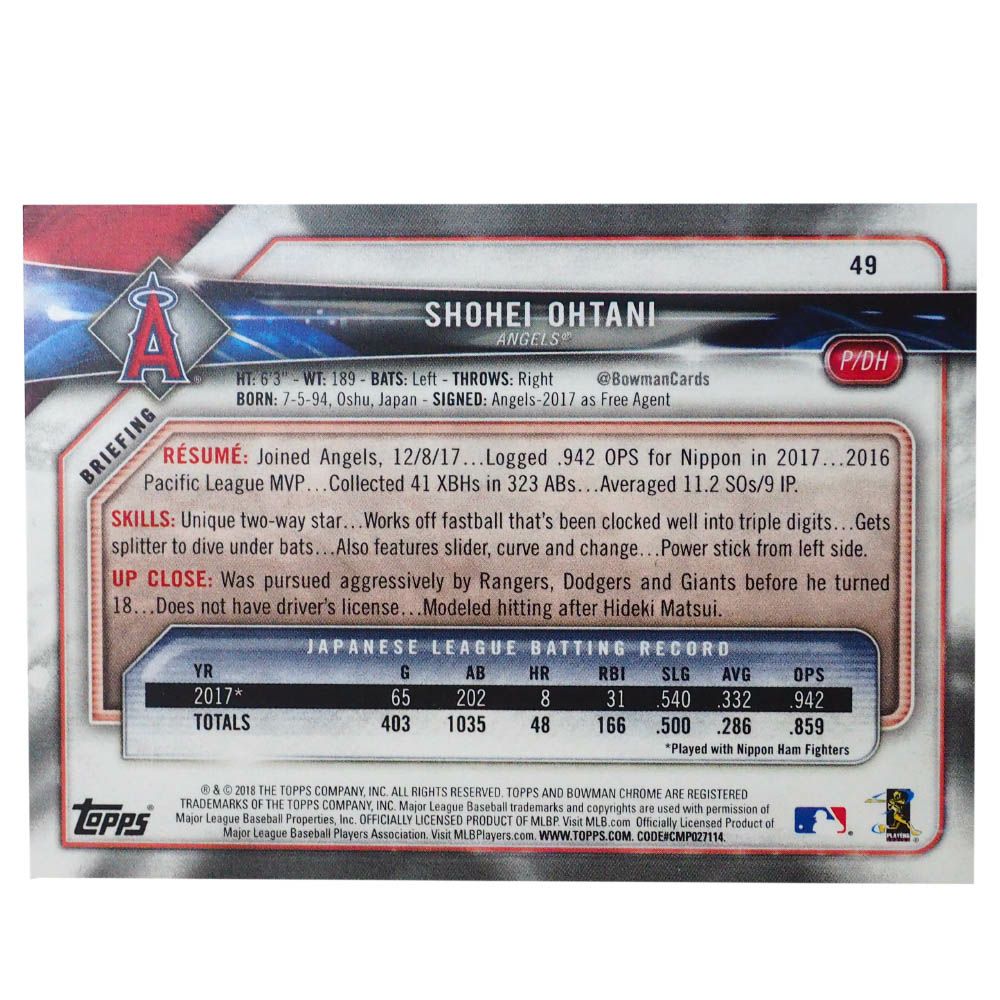 49
SHOHEI OHTANI
ANGELS®
P/DH
A
HT: 6'3" - WT: 189 - BATS: Left - THROWS: Right @BowmanCards
BORN: 7-5-94, Oshu, Japan - SIGNED: Angels-2017 as Free Agent
BRIEFING
RÉSUMÉ: Joined Angels, 12/8/17...Logged .942 OPS for Nippon in 2017...2016
Pacific League MVP...Collected 41 XBHs in 323 ABs...Averaged 11.2 SOs/9 IP.
SKILLS: Unique two-way star...Works off fastball that's been clocked well into triple digits...Gets
splitter to dive under bats...Also features slider, curve and change...Power stick from left side.
UP CLOSE: Was pursued aggressively by Rangers, Dodgers and Giants before he turned
18...Does not have driver's license...Modeled hitting after Hideki Matsui.
JAPANESE LEAGUE BATTING RECORD
YR G AB HR RBI SLG AVG OPS
2017* 65 202 8 31 .540 .332 .942
TOTALS 403 1035 48 166 .500 .286 .859
*Played with Nippon Ham Fighters
® & © 2018 THE TOPPS COMPANY, INC. ALL RIGHTS RESERVED. TOPPS AND BOWMAN CHROME ARE REGISTERED
TRADEMARKS OF THE TOPPS COMPANY, INC. Major League Baseball trademarks and copyrights are used with permission of
Major League Baseball Properties, Inc. OFFICIALLY LICENSED PRODUCT OF MLBP. Visit MLB.com Officially Licensed Product of
Major League Baseball Players Association. Visit MLBPlayers.com. WWW.TOPPS.COM. CODE#CMP027114.
topps®
PLAYERS